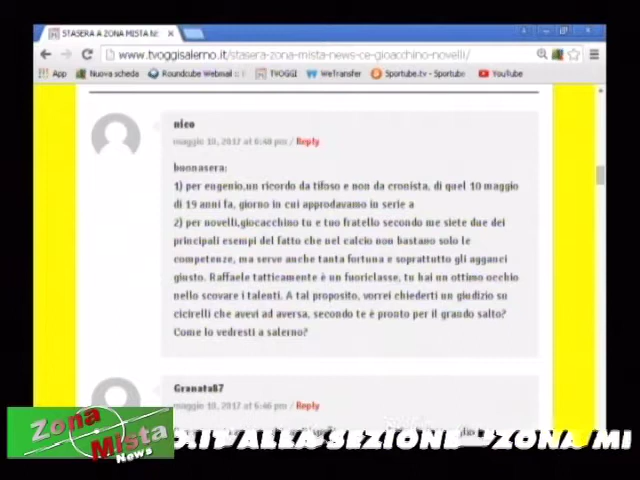 STASERA A ZONA MISTA NE
www.tvoggisalerno.it/stasera-zona-mista-news-ce-gioacchino-novelli/
App Nuova scheda Roundcube Webmail :: TVOGGI WeTransfer Sportube.tv - Sportube YouTube
nico
maggio 10, 2017 at 6:48 pm / Reply
buonasera:
1) per eugenio,un ricordo da tifoso e non da cronista, di quel 10 maggio
di 19 anni fa, giorno in cui approdavamo in serie a
2) per novelli,giocacchino tu e tuo fratello secondo me siete due dei
principali esempi del fatto che nel calcio non bastano solo le
competenze, ma serve anche tanta fortuna e soprattutto gli agganci
giusto. Raffaele tatticamente è un fuoriclasse, tu hai un ottimo occhio
nello scovare i talenti. A tal proposito, vorrei chiederti un giudizio su
cicirelli che avevi ad aversa, secondo te è pronto per il grando salto?
Come lo vedresti a salerno?
Granata87
maggio 10, 2017 at 6:46 pm / Reply
Zona
Mista
News
O.IT ALLA SEZIONE "ZONA MI